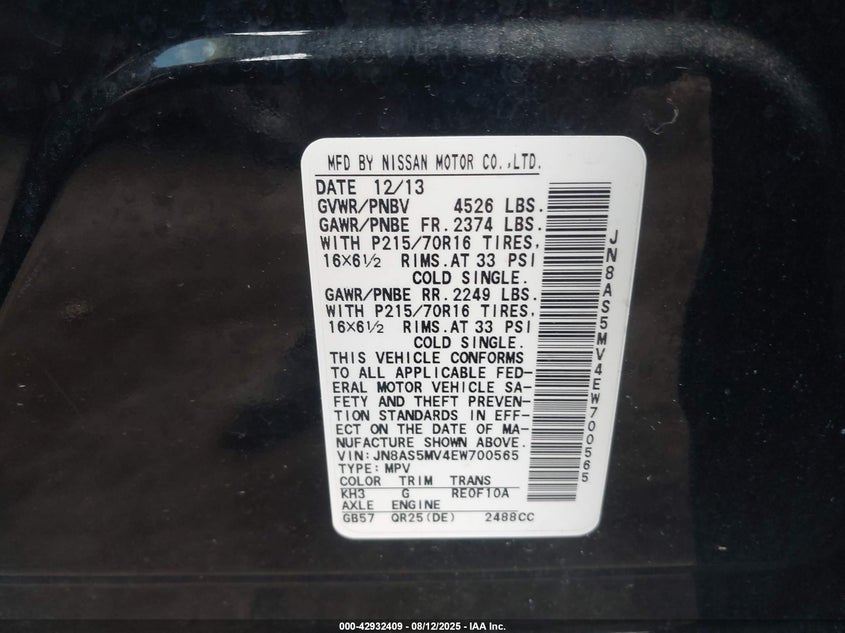 MFD BY NISSAN MOTOR CO.,LTD.
DATE 12/13
GVWR/PNBV 4526 LBS.
GAWR/PNBE FR. 2374 LBS.
WITH P215/70R16 TIRES,
16×6½ RIMS.AT 33 PSI
COLD SINGLE.
GAWR/PNBE RR. 2249 LBS.
WITH P215/70R16 TIRES,
16×6½ RIMS.AT 33 PSI
COLD SINGLE.
THIS VEHICLE CONFORMS
TO ALL APPLICABLE FED-
ERAL MOTOR VEHICLE SA-
FETY AND THEFT PREVEN-
TION STANDARDS IN EFF-
ECT ON THE DATE OF MA-
NUFACTURE SHOWN ABOVE.
VIN: JN8AS5MV4EW700565
TYPE: MPV
COLOR TRIM TRANS
KH3 G RE0F10A
AXLE ENGINE
GB57 QR25(DE) 2488CC
JN8AS5MV4EW700565
000-42932409 - 08/12/2025 - IAA Inc.